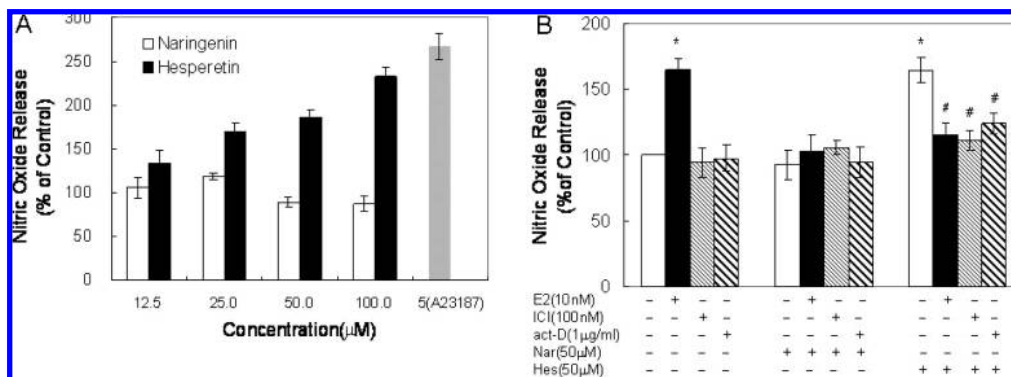 A
Nitric Oxide Release
(% of Control)
300
250
200
150
100
50
0
Naringenin
Hesperetin
12.5 25.0 50.0 100.0 5(A23187)
Concentration(μM)
B
Nitric Oxide Release
(%of Control)
200
150
100
50
0
* * # # #
E2(10nM) – + – – – + – – – + – –
ICI(100nM) – – + – – – + – – – + –
act-D(1μg/ml) – – – + – – – + – – – +
Nar(50μM) – – – – + + + + – – – –
Hes(50μM) – – – – – – – – + + + +